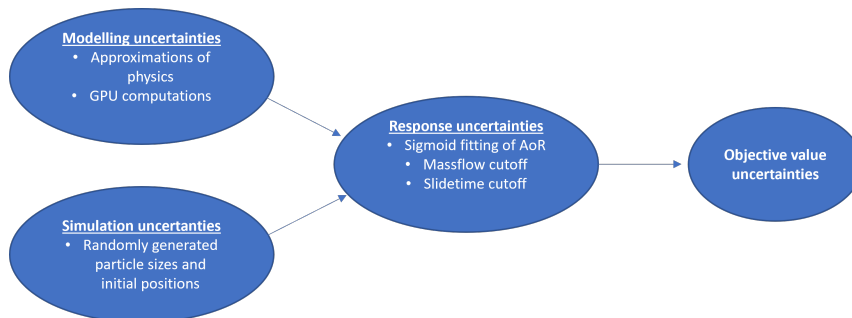 Modelling uncertainties
• Approximations of
physics
• GPU computations
Simulation uncertanties
• Randomly generated
particle sizes and
initial positions
Response uncertainties
• Sigmoid fitting of AoR
• Massflow cutoff
• Slidetime cutoff
Objective value
uncertainties